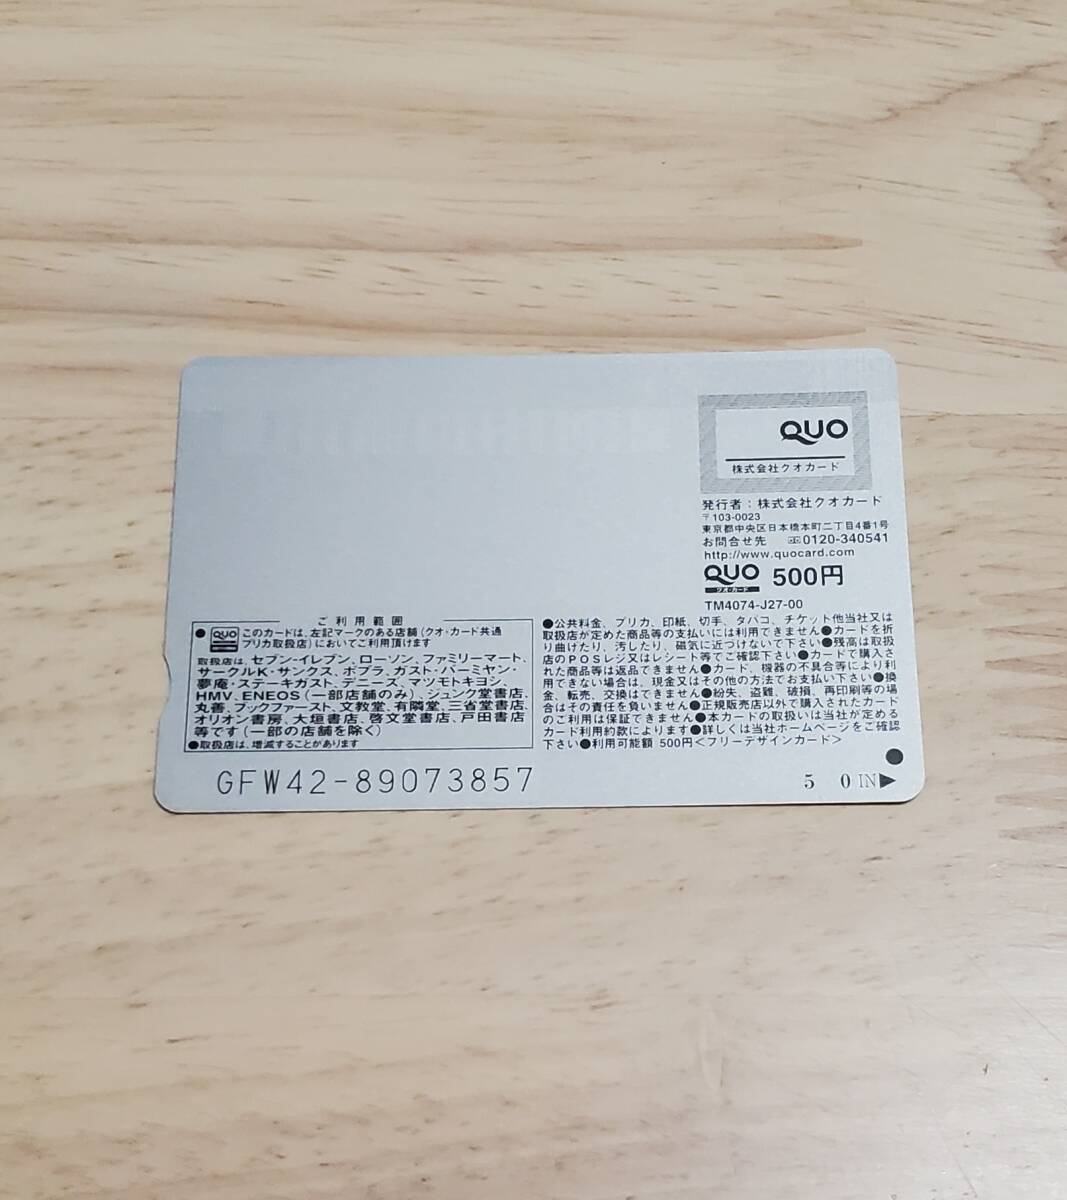 QUO
株式会社クオカード
発行者：株式会社クオカード
〒103-0023
東京都中央区日本橋本町二丁目4番1号
お問合せ先 0120-340541
http://www.quocard.com
QUO 500円
クオ・カード
TM4074-J27-00
ご利用範囲
●QUO このカードは、左記マークのある店舗(クオ・カード共通
プリカ取扱店)においてご利用頂けます
取扱店は、セブン-イレブン、ローソン、ファミリーマート、
サークルK・サンクス、ポプラ、ガスト・バーミヤン・
夢庵・ステーキガスト、デニーズ、マツモトキヨシ、
HMV、ENEOS(一部店舗のみ)、ジュンク堂書店、
丸善、ブックファースト、文教堂、有隣堂、三省堂書店、
オリオン書房、大垣書店、啓文堂書店、戸田書店
等です(一部の店舗を除く)
●取扱店は、増減することがあります
●公共料金、プリカ、印紙、切手、タバコ、チケット他当社又は
取扱店が定めた商品等の支払いには利用できません●カードを折
り曲げたり、汚したり、磁気に近づけないで下さい●残高は取扱
店のPOSレジ又はレシート等でご確認下さい●カードで購入さ
れた商品等は返品できません●カード、機器の不具合等により利
用できない場合は、現金又はその他の方法でお支払い下さい●換
金、転売、交換はできません●紛失、盗難、破損、再印刷等の場
合はその責任を負いません●正規販売店以外で購入されたカード
のご利用は保証できません●本カードの取扱いは当社が定める
カード利用約款によります●詳しくは当社ホームページをご確認
下さい●利用可能額 500円＜フリーデザインカード＞
GFW42-89073857
5 0 IN▶